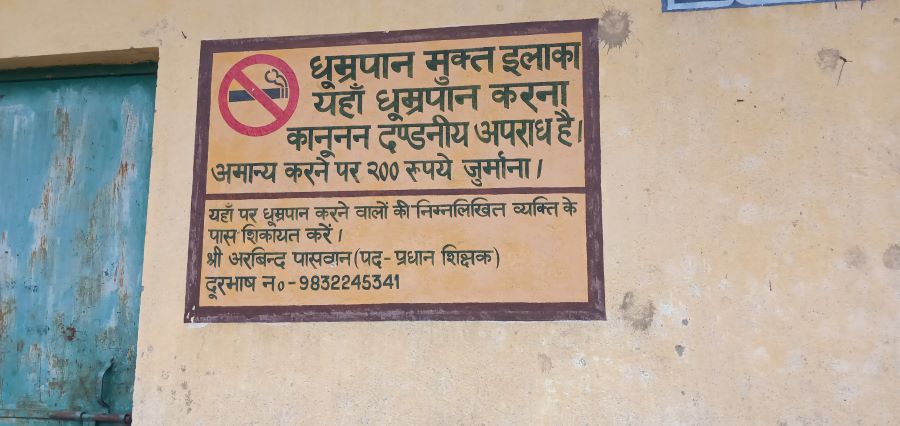 धूम्रपान मुक्त इलाका
यहाँ धूम्रपान करना
कानूनन दण्डनीय अपराध है।
अमान्य करने पर २०० रूपये जुर्माना।
यहाँ पर धूम्रपान करने वालों की निम्नलिखित व्यक्ति के
पास शिकायत करें।
श्री अरबिन्द पासवान (पद - प्रधान शिक्षक)
दूरभाष न० - 9832245341